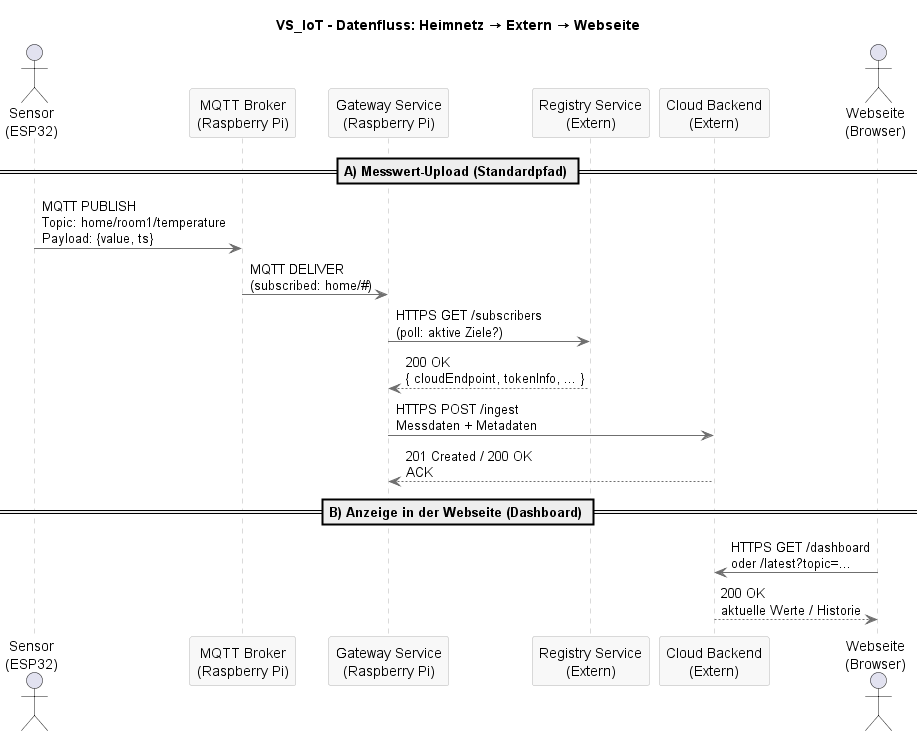 VS_IoT - Datenfluss: Heimnetz → Extern → Webseite
Sensor
(ESP32)
MQTT Broker
(Raspberry Pi)
Gateway Service
(Raspberry Pi)
Registry Service
(Extern)
Cloud Backend
(Extern)
Webseite
(Browser)
A) Messwert-Upload (Standardpfad)
MQTT PUBLISH
Topic: home/room1/temperature
Payload: {value, ts}
MQTT DELIVER
(subscribed: home/#)
HTTPS GET /subscribers
(poll: aktive Ziele?)
200 OK
{ cloudEndpoint, tokenInfo, ... }
HTTPS POST /ingest
Messdaten + Metadaten
201 Created / 200 OK
ACK
B) Anzeige in der Webseite (Dashboard)
HTTPS GET /dashboard
oder /latest?topic=...
200 OK
aktuelle Werte / Historie
Sensor
(ESP32)
MQTT Broker
(Raspberry Pi)
Gateway Service
(Raspberry Pi)
Registry Service
(Extern)
Cloud Backend
(Extern)
Webseite
(Browser)